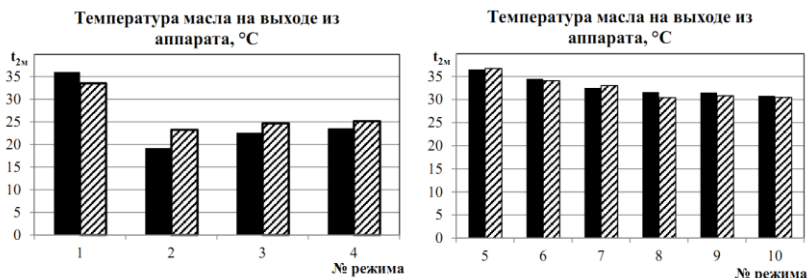 Температура масла на выходе из
аппарата, °C
t2м
35
30
25
20
15
10
5
0
1 2 3 4
№ режима
Температура масла на выходе из
аппарата, °C
t2м
35
30
25
20
15
10
5
0
5 6 7 8 9 10
№ режима